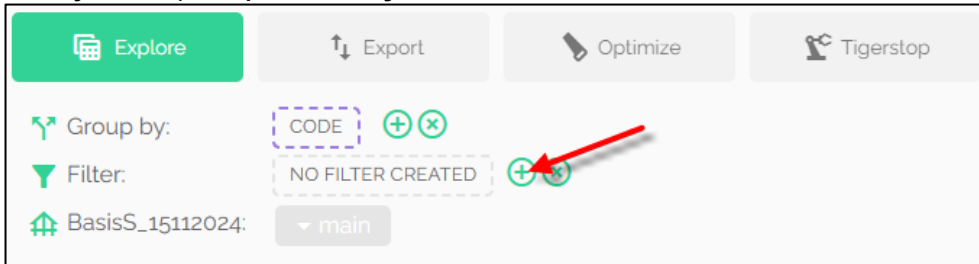 Explore Export Optimize Tigerstop
Group by: CODE
Filter: NO FILTER CREATED
BasisS_15112024: main